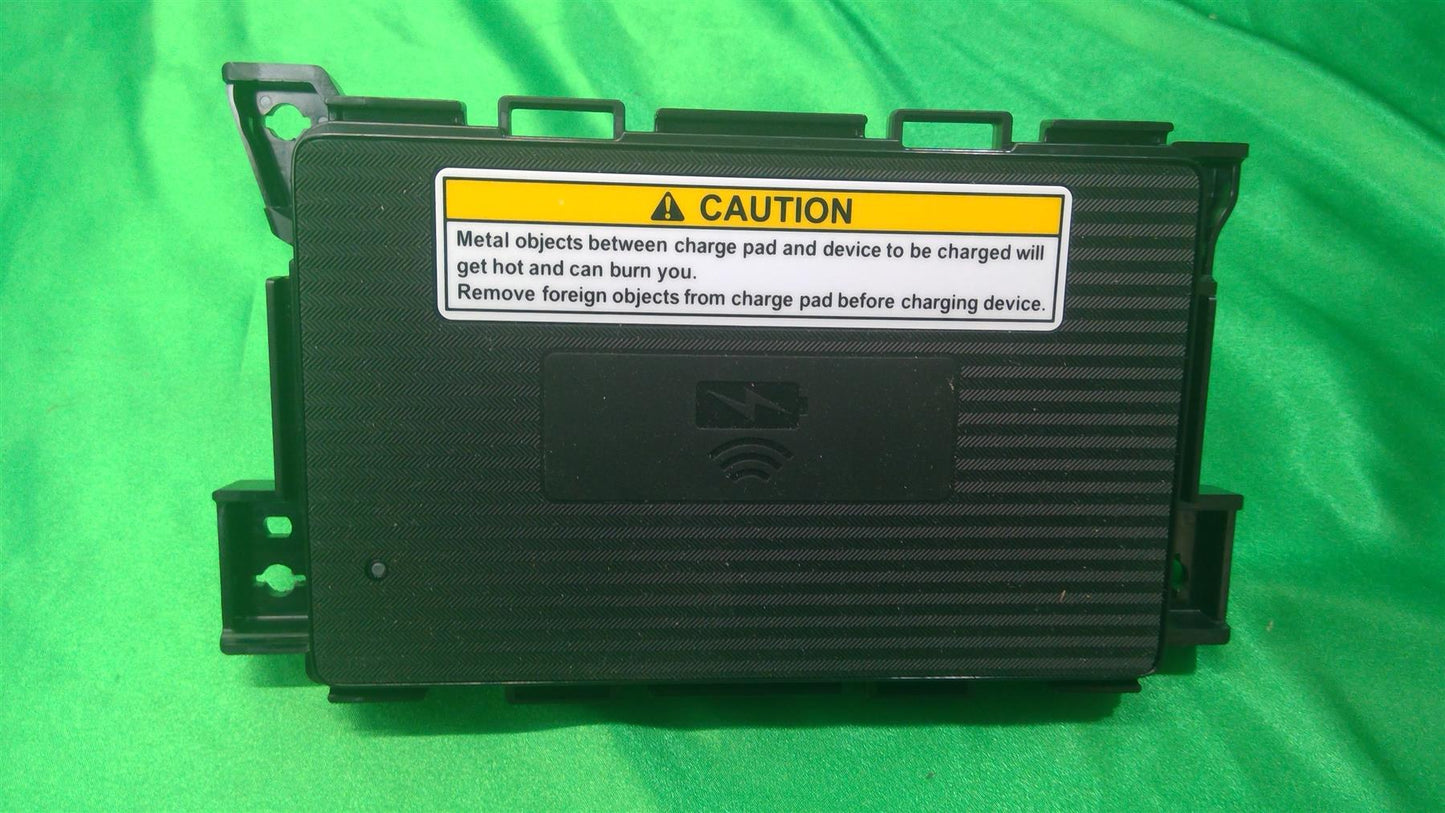 CAUTION
Metal objects between charge pad and device to be charged will
get hot and can burn you.
Remove foreign objects from charge pad before charging device.